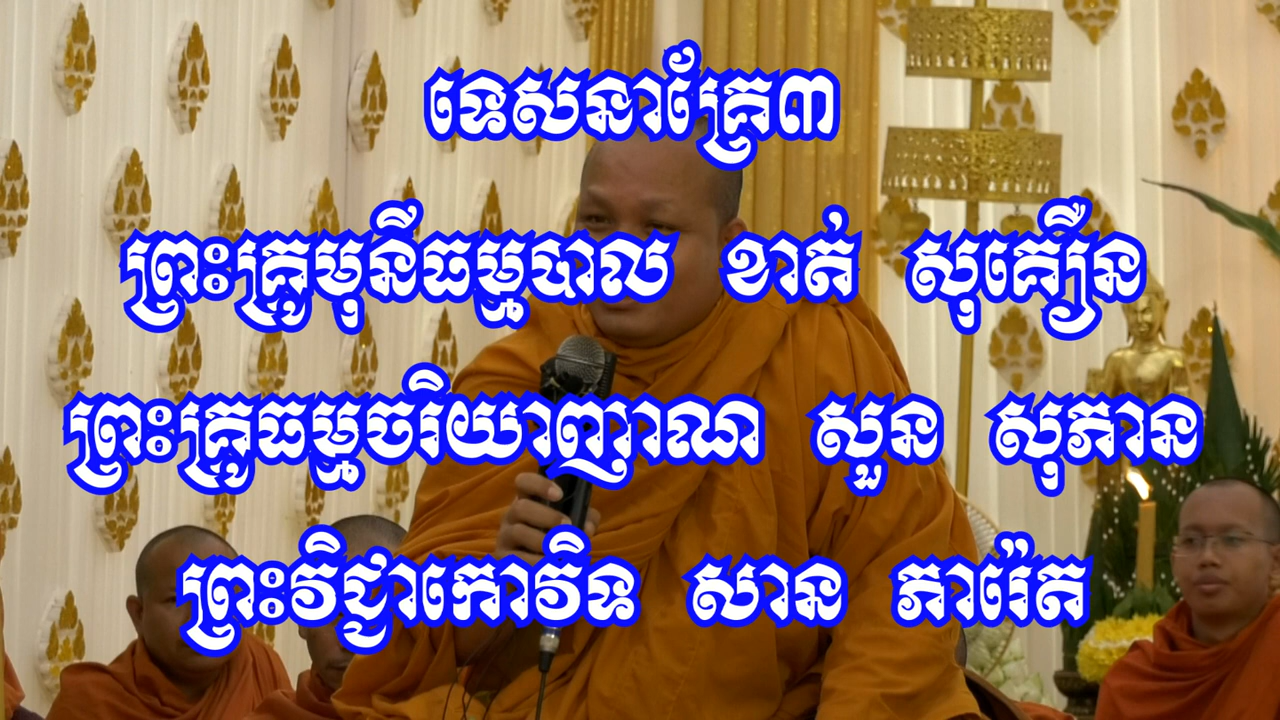 ទេសនាគ្រែ៣
ព្រះគ្រូមុនីធម្មបាល ខាត់ សុគឿន
ព្រះគ្រូធម្មចរិយាញាណ សួន សុភាន
ព្រះវិជ្ជាកោវិទ សាន ភារ៉េត